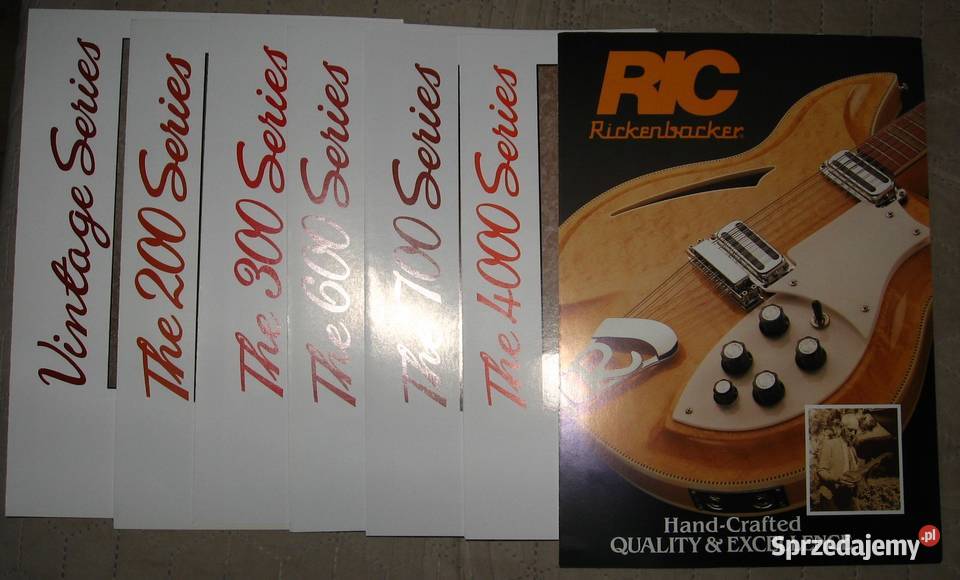 Vintage Series
The 200 Series
The 300 Series
The 600 Series
The 700 Series
The 4000 Series
RIC
Rickenbacker
R
Hand-Crafted
QUALITY & EXCELLENCE
Sprzedajemy.pl